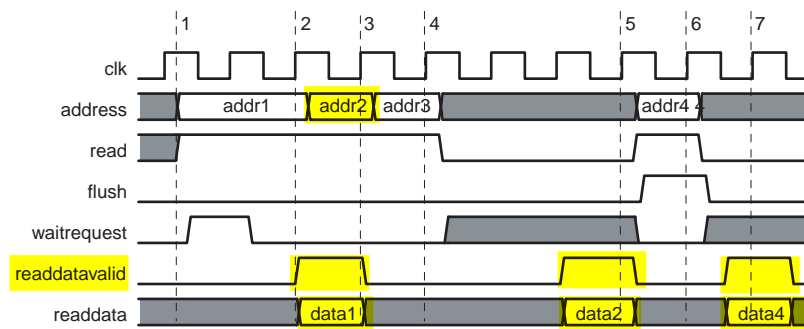 1 2 3 4 5 6 7
clk
address addr1 addr2 addr3 addr4 4
read
flush
waitrequest
readdatavalid
readdata data1 data2 data4